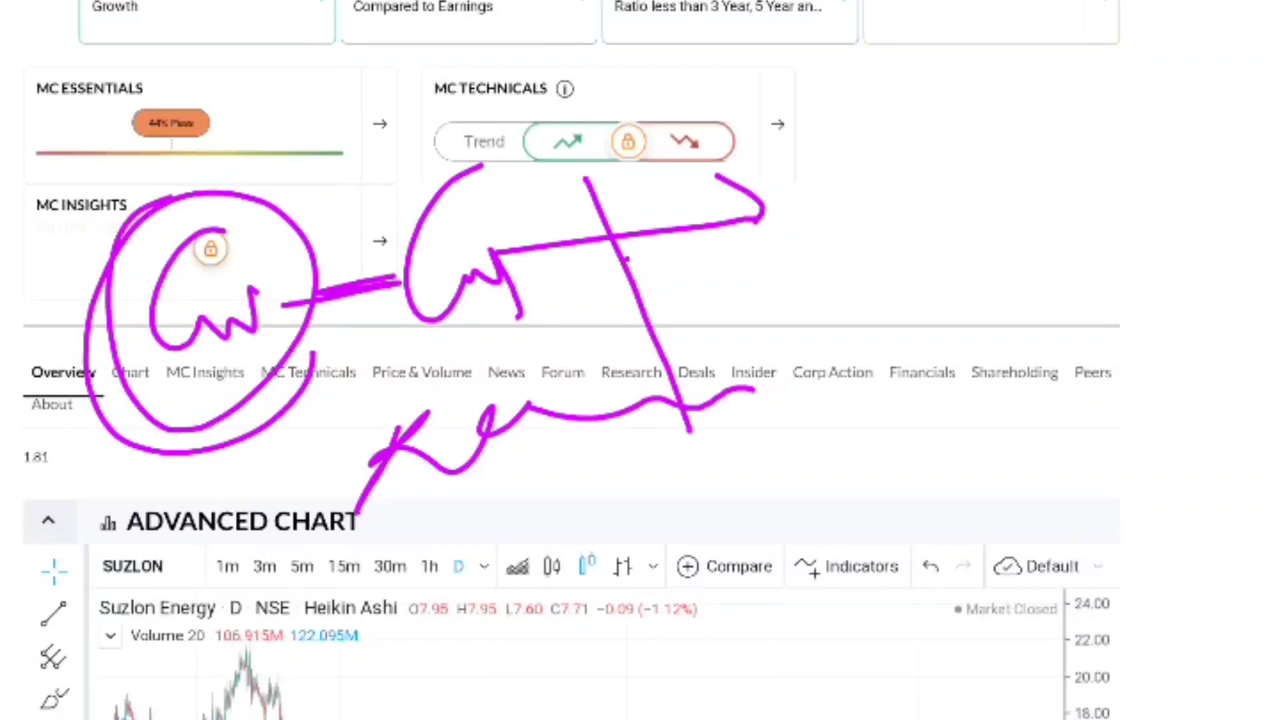 Growth
Compared to Earnings
Ratio less than 3 Year, 5 Year an...
MC ESSENTIALS
44% Pass
MC TECHNICALS
Trend
MC INSIGHTS
Overview Chart MC Insights MC Technicals Price & Volume News Forum Research Deals Insider Corp Action Financials Shareholding Peers
About
1.81
ADVANCED CHART
SUZLON 1m 3m 5m 15m 30m 1h D Compare Indicators Default
Suzlon Energy · D · NSE · Heikin Ashi O7.95 H7.95 L7.60 C7.71 −0.09 (−1.12%) Market Closed 24.00
Volume 20 106.915M 122.095M
22.00
20.00
18.00